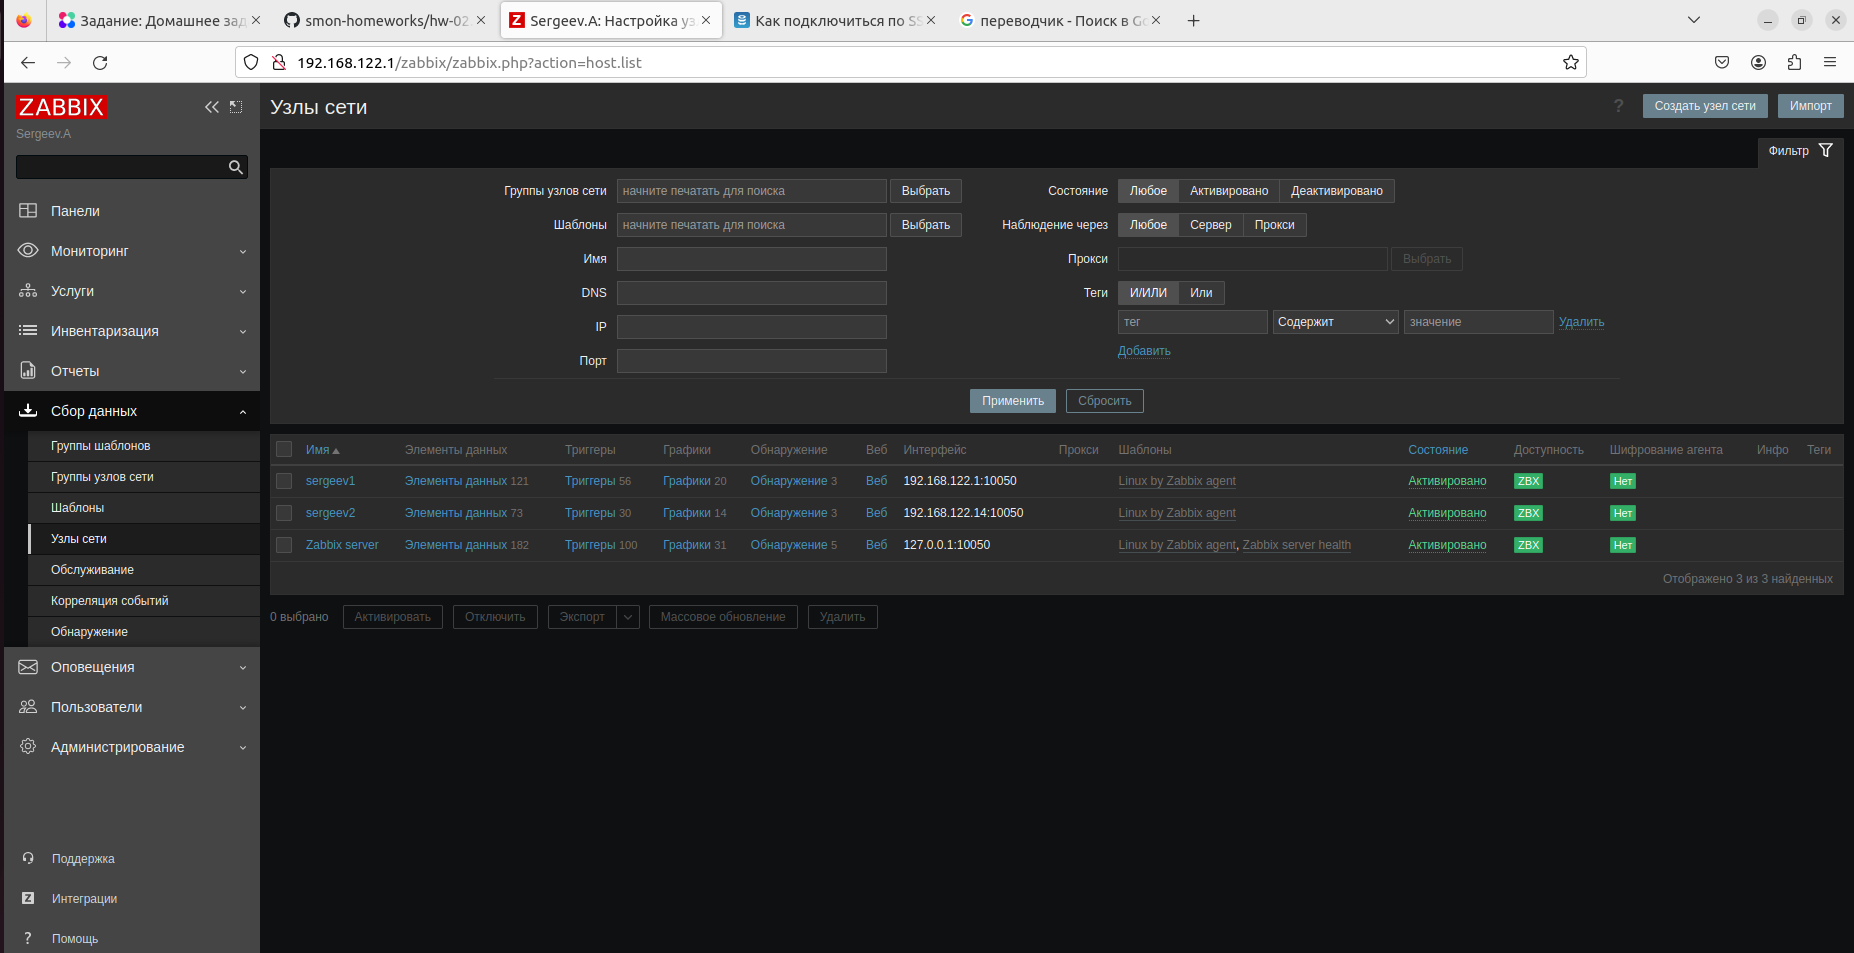 Задание: Домашнее зад
smon-homeworks/hw-02
Sergeev.A: Настройка уз
Как подключиться по SS
переводчик - Поиск в Go
192.168.122.1/zabbix/zabbix.php?action=host.list
ZABBIX
Sergeev.A
Панели
Мониторинг
Услуги
Инвентаризация
Отчеты
Сбор данных
Группы шаблонов
Группы узлов сети
Шаблоны
Узлы сети
Обслуживание
Корреляция событий
Обнаружение
Оповещения
Пользователи
Администрирование
Поддержка
Интеграции
Помощь
Узлы сети
? Создать узел сети Импорт
Фильтр
Группы узлов сети начните печатать для поиска Выбрать
Шаблоны начните печатать для поиска Выбрать
Имя
DNS
IP
Порт
Состояние Любое Активировано Деактивировано
Наблюдение через Любое Сервер Прокси
Прокси Выбрать
Теги И/ИЛИ Или
тег Содержит значение Удалить
Добавить
Применить Сбросить
Имя Элементы данных Триггеры Графики Обнаружение Веб Интерфейс Прокси Шаблоны Состояние Доступность Шифрование агента Инфо Теги
sergeev1 Элементы данных 121 Триггеры 56 Графики 20 Обнаружение 3 Веб 192.168.122.1:10050 Linux by Zabbix agent Активировано ZBX Нет
sergeev2 Элементы данных 73 Триггеры 30 Графики 14 Обнаружение 3 Веб 192.168.122.14:10050 Linux by Zabbix agent Активировано ZBX Нет
Zabbix server Элементы данных 182 Триггеры 100 Графики 31 Обнаружение 5 Веб 127.0.0.1:10050 Linux by Zabbix agent, Zabbix server health Активировано ZBX Нет
Отображено 3 из 3 найденных
0 выбрано Активировать Отключить Экспорт Массовое обновление Удалить